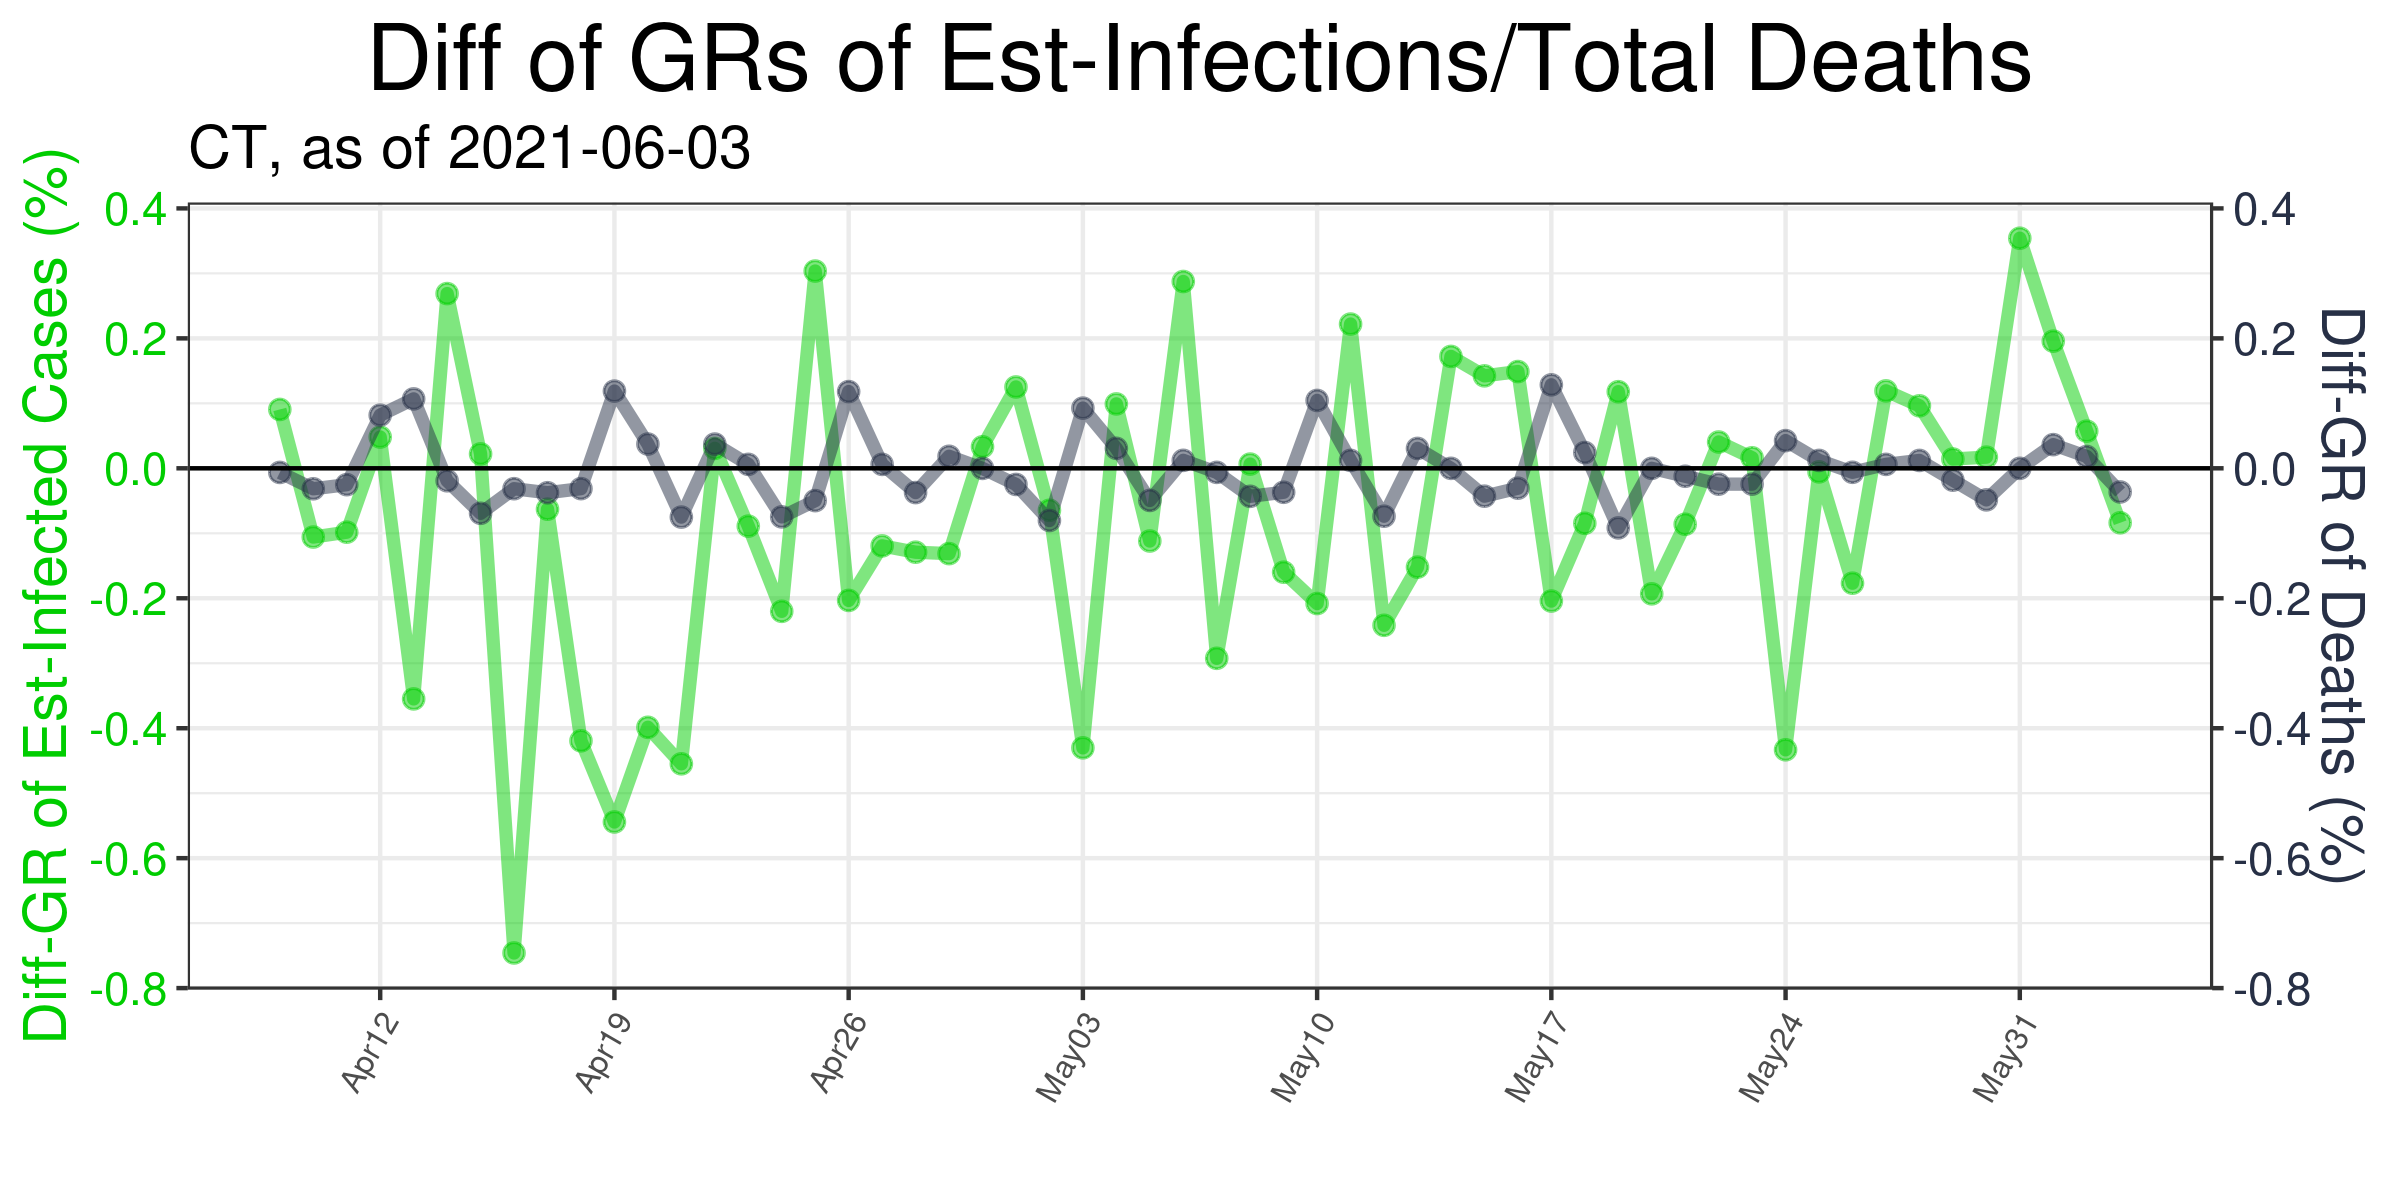 Diff of GRs of Est-Infections/Total Deaths
CT, as of 2021-06-03
Diff-GR of Est-Infected Cases (%)
0.4
0.2
0.0
-0.2
-0.4
-0.6
-0.8
0.4
0.2
0.0
-0.2
-0.4
-0.6
-0.8
Diff-GR of Deaths (%)
Apr12
Apr19
Apr26
May03
May10
May17
May24
May31